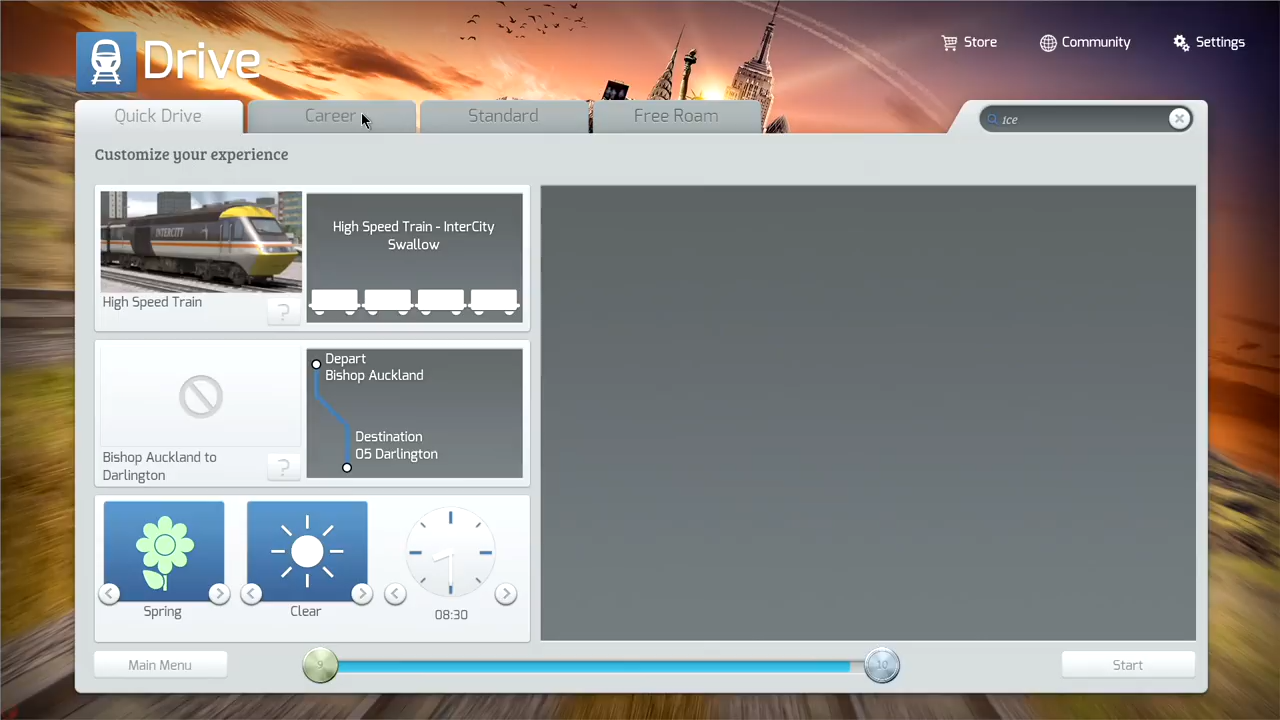 Drive
Store
Community
Settings
Quick Drive
Career
Standard
Free Roam
ice
Customize your experience
INTERCITY
High Speed Train
?
High Speed Train - InterCity
Swallow
Bishop Auckland to
Darlington
?
Depart
Bishop Auckland
Destination
05 Darlington
Spring
Clear
08:30
Main Menu
9
10
Start